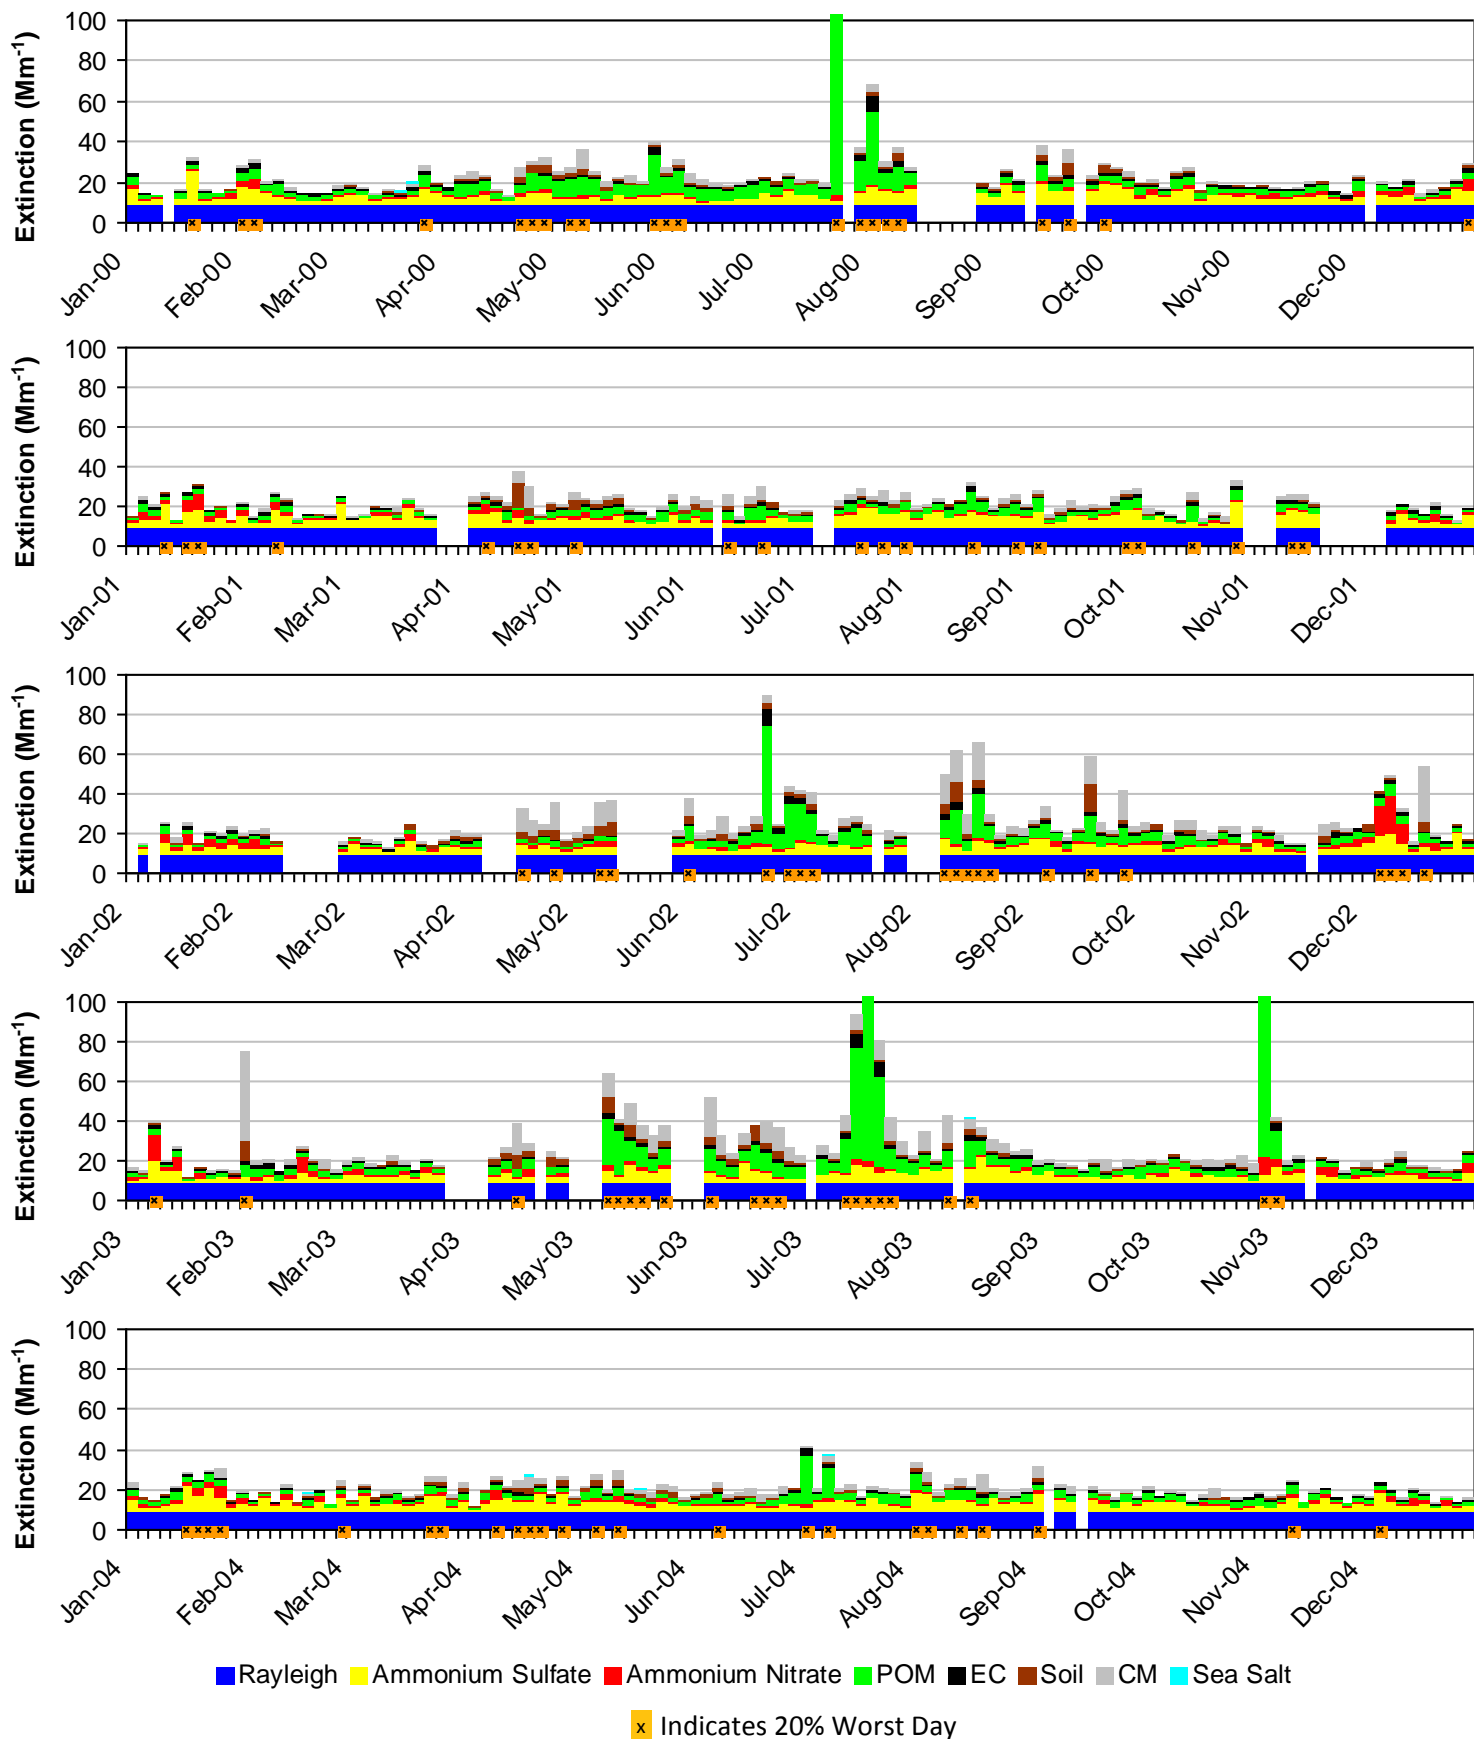 Extinction (Mm-1)
100
80
60
40
20
0
Jan-00 Feb-00 Mar-00 Apr-00 May-00 Jun-00 Jul-00 Aug-00 Sep-00 Oct-00 Nov-00 Dec-00
Extinction (Mm-1)
100
80
60
40
20
0
Jan-01 Feb-01 Mar-01 Apr-01 May-01 Jun-01 Jul-01 Aug-01 Sep-01 Oct-01 Nov-01 Dec-01
Extinction (Mm-1)
100
80
60
40
20
0
Jan-02 Feb-02 Mar-02 Apr-02 May-02 Jun-02 Jul-02 Aug-02 Sep-02 Oct-02 Nov-02 Dec-02
Extinction (Mm-1)
100
80
60
40
20
0
Jan-03 Feb-03 Mar-03 Apr-03 May-03 Jun-03 Jul-03 Aug-03 Sep-03 Oct-03 Nov-03 Dec-03
Extinction (Mm-1)
100
80
60
40
20
0
Jan-04 Feb-04 Mar-04 Apr-04 May-04 Jun-04 Jul-04 Aug-04 Sep-04 Oct-04 Nov-04 Dec-04
Rayleigh Ammonium Sulfate Ammonium Nitrate POM EC Soil CM Sea Salt
x Indicates 20% Worst Day